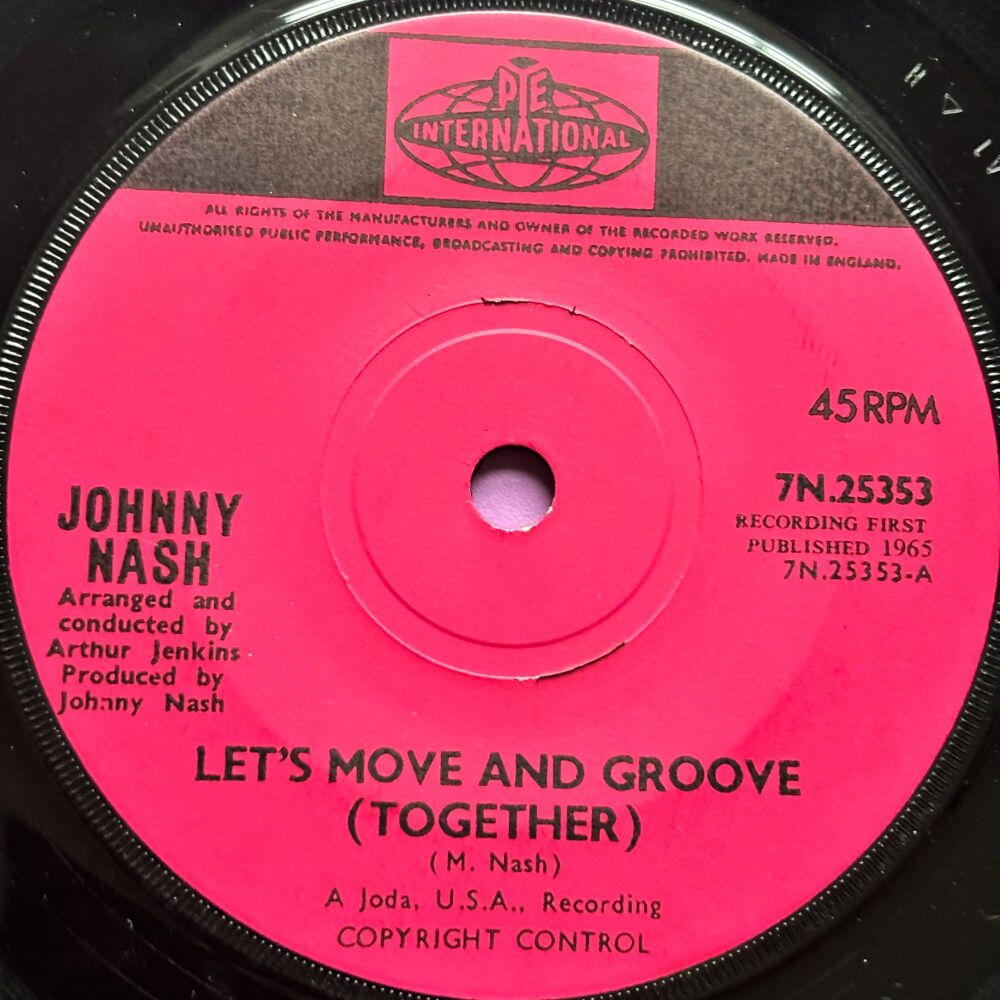 PYE
INTERNATIONAL
ALL RIGHTS OF THE MANUFACTURERS AND OWNER OF THE RECORDED WORK RESERVED.
UNAUTHORISED PUBLIC PERFORMANCE, BROADCASTING AND COPYING PROHIBITED. MADE IN ENGLAND.
45 RPM
7N.25353
RECORDING FIRST
PUBLISHED 1965
7N.25353-A
JOHNNY
NASH
Arranged and
conducted by
Arthur Jenkins
Produced by
Johnny Nash
LET'S MOVE AND GROOVE
(TOGETHER)
(M. Nash)
A Joda, U.S.A., Recording
COPYRIGHT CONTROL